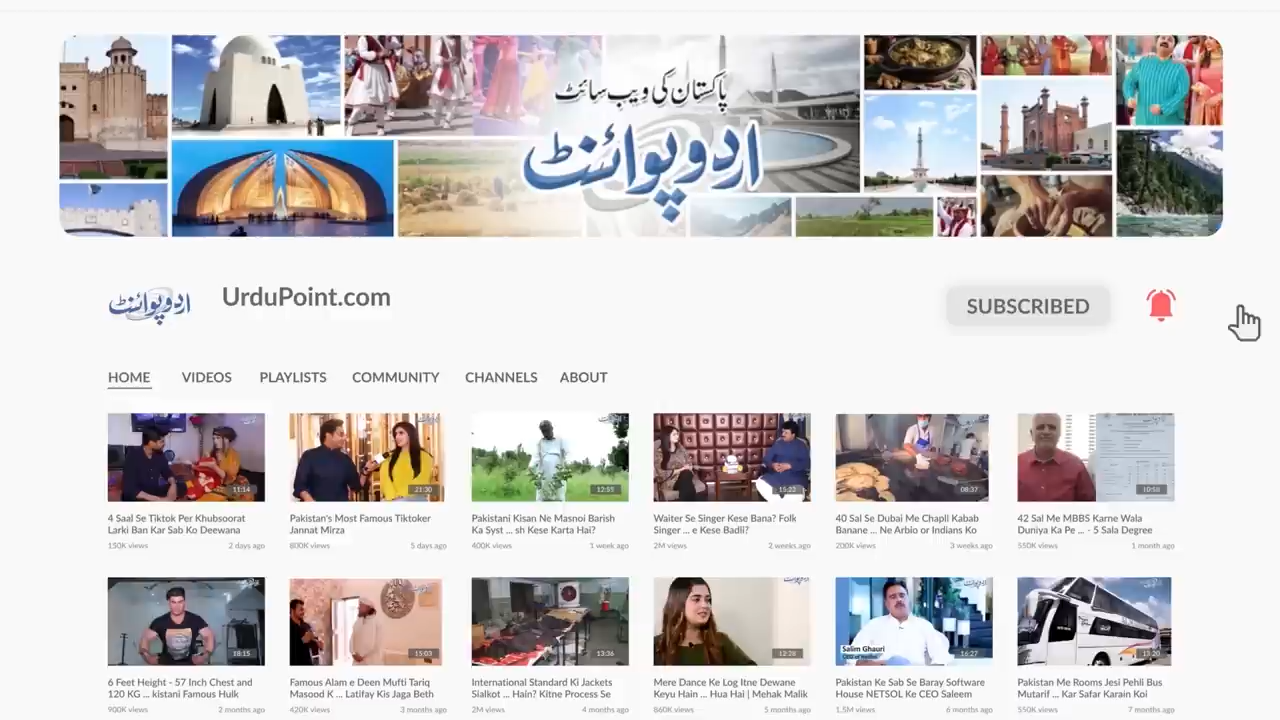 پاکستان کی ویب سائٹ
اردو پوائنٹ
اردو پوائنٹ
UrduPoint.com
SUBSCRIBED
HOME VIDEOS PLAYLISTS COMMUNITY CHANNELS ABOUT
11:14
21:30
12:55
15:22
08:37
10:58
4 Saal Se Tiktok Per Khubsoorat
Larki Ban Kar Sab Ko Deewana
150K views 2 days ago
Pakistan's Most Famous Tiktoker
Jannat Mirza
800K views 5 days ago
Pakistani Kisan Ne Masnoi Barish
Ka Syst ... sh Kese Karta Hai?
400K views 1 week ago
Waiter Se Singer Kese Bana? Folk
Singer ... e Kese Badli?
2M views 2 weeks ago
40 Sal Se Dubai Me Chapli Kabab
Banane ... Ne Arbio or Indians Ko
200K views 3 weeks ago
42 Sal Me MBBS Karne Wala
Duniya Ka Pe ... - 5 Sala Degree
550K views 1 month ago
18:15
15:03
13:36
12:28
Salim Ghauri
16:27
13:20
6 Feet Height - 57 Inch Chest and
120 KG ... kistani Famous Hulk
900K views 2 months ago
Famous Alam e Deen Mufti Tariq
Masood K ... Latifay Kis Jaga Beth
420K views 3 months ago
International Standard Ki Jackets
Sialkot ... Hain? Kitne Process Se
2M views 4 months ago
Mere Dance Ke Log Itne Dewane
Keyu Hain ... Hua Hai | Mehak Malik
860K views 5 months ago
Pakistan Ke Sab Se Baray Software
House NETSOL Ke CEO Saleem
1.5M views 6 months ago
Pakistan Me Rooms Jesi Pehli Bus
Mutarif ... Kar Safar Karain Koi
550K views 7 months ago